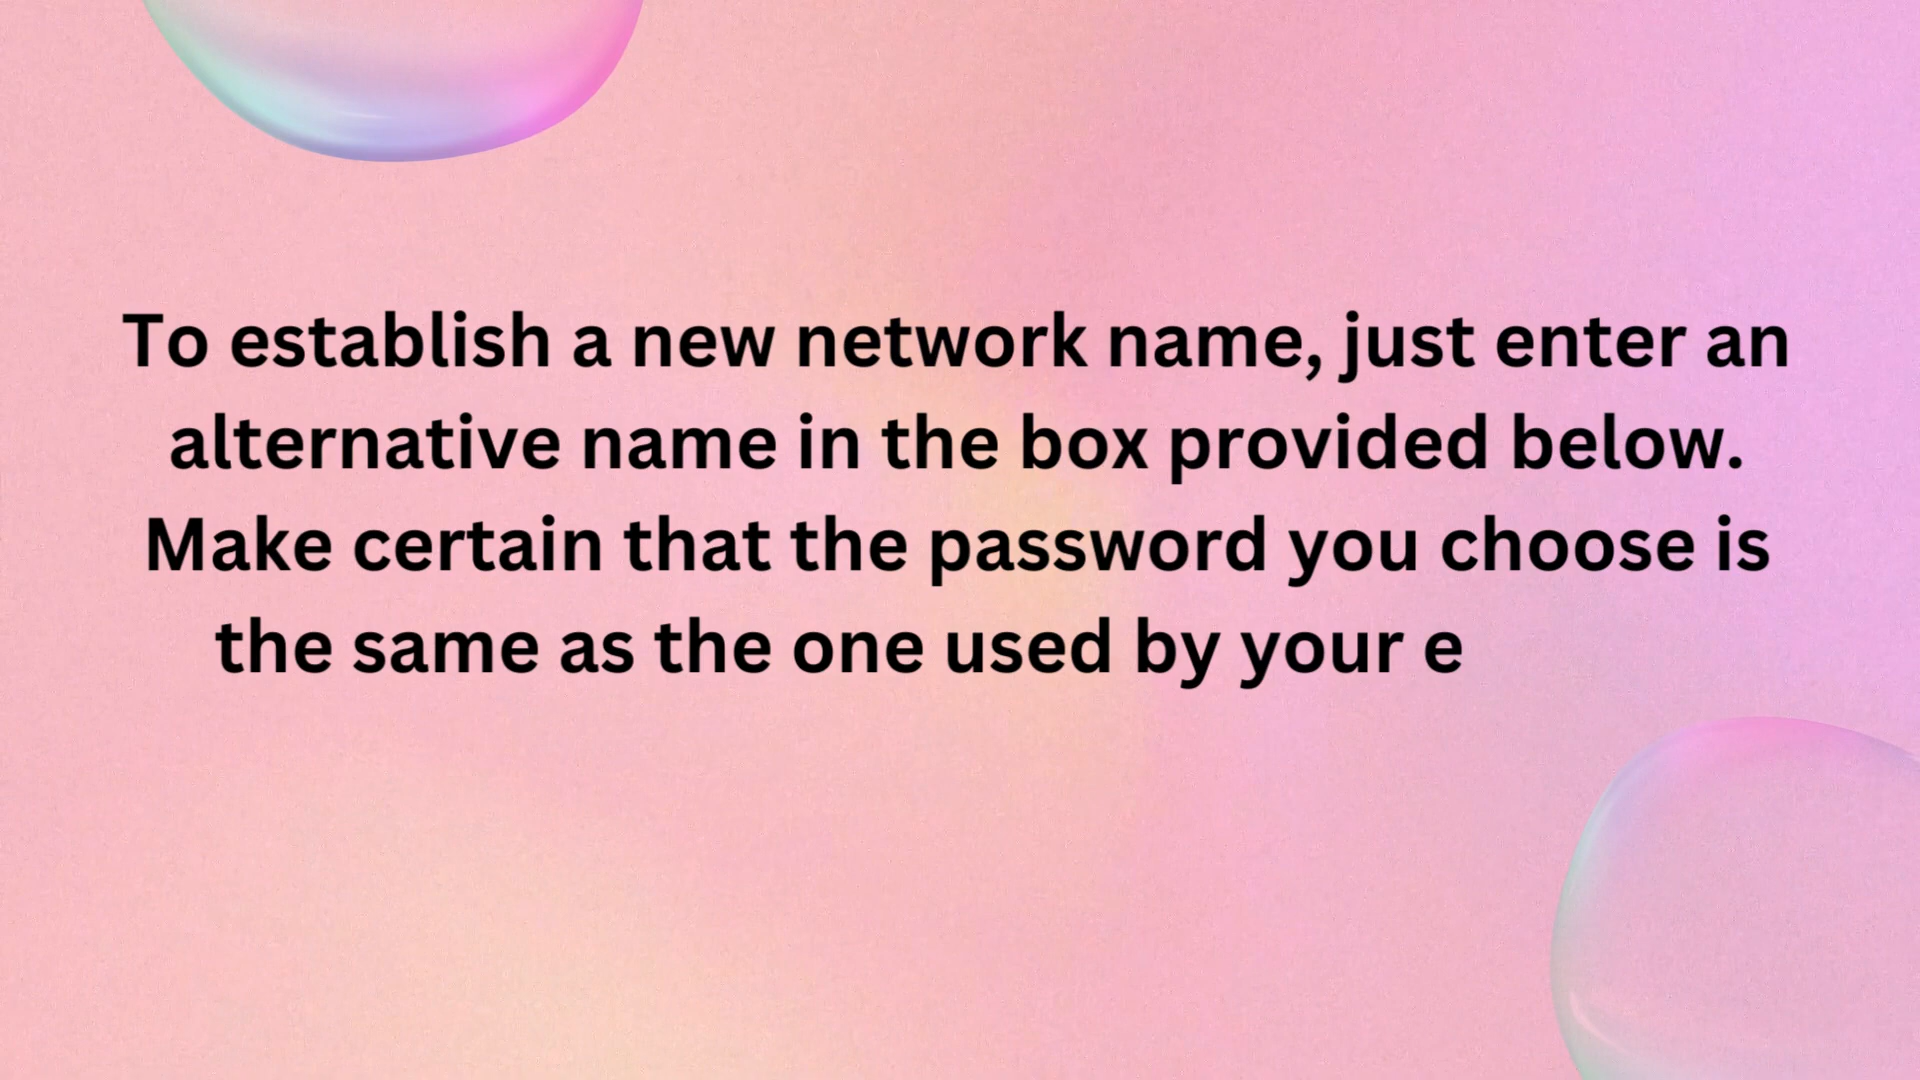 To establish a new network name, just enter an
alternative name in the box provided below.
Make certain that the password you choose is
the same as the one used by your e